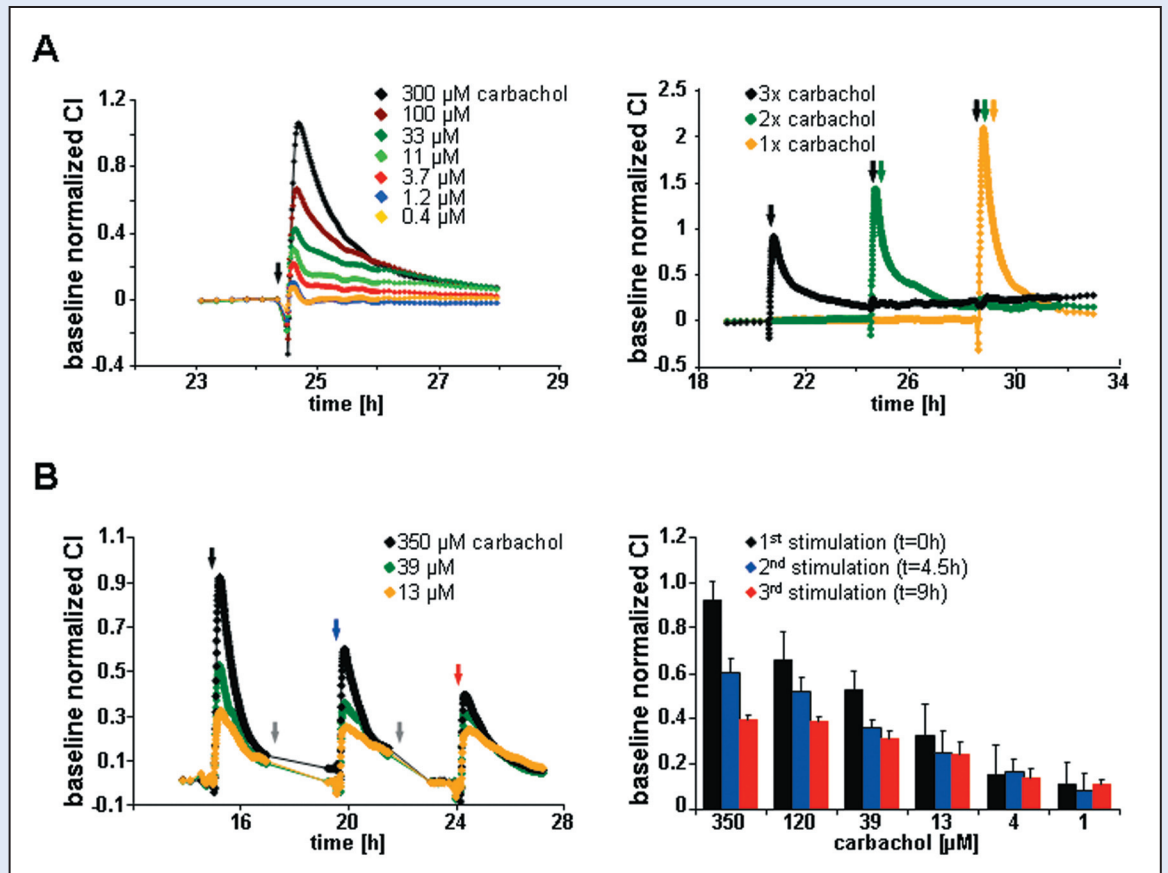 A
baseline normalized CI
1.2
0.8
0.4
0
-0.4
23
25
27
29
time [h]
300 µM carbachol
100 µM
33 µM
11 µM
3.7 µM
1.2 µM
0.4 µM
baseline normalized CI
2.5
2
1.5
1
0.5
0
-0.5
18
22
26
30
34
time [h]
3x carbachol
2x carbachol
1x carbachol
B
baseline normalized CI
1.1
0.9
0.7
0.5
0.3
0.1
-0.1
16
20
24
28
time [h]
350 µM carbachol
39 µM
13 µM
baseline normalized CI
1.2
1.0
0.8
0.6
0.4
0.2
0
350
120
39
13
4
1
carbachol [µM]
1st stimulation (t=0h)
2nd stimulation (t=4.5h)
3rd stimulation (t=9h)